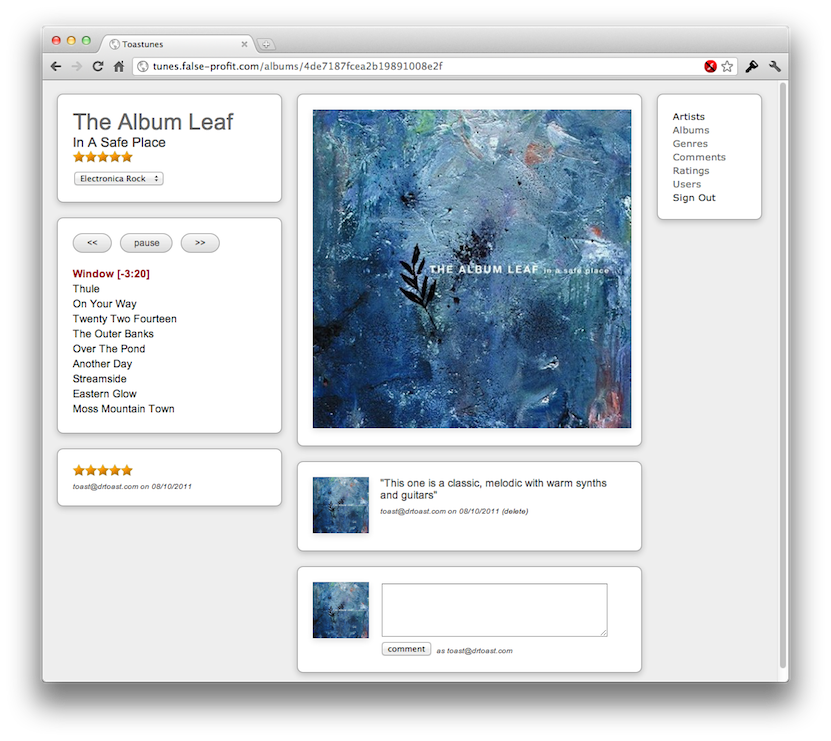 Toastunes
tunes.false-profit.com/albums/4de7187fcea2b19891008e2f
The Album Leaf
In A Safe Place
Electronica Rock
<<
pause
>>
Window [-3:20]
Thule
On Your Way
Twenty Two Fourteen
The Outer Banks
Over The Pond
Another Day
Streamside
Eastern Glow
Moss Mountain Town
toast@drtoast.com on 08/10/2011
THE ALBUM LEAF in a safe place
"This one is a classic, melodic with warm synths
and guitars"
toast@drtoast.com on 08/10/2011 (delete)
comment
as toast@drtoast.com
Artists
Albums
Genres
Comments
Ratings
Users
Sign Out